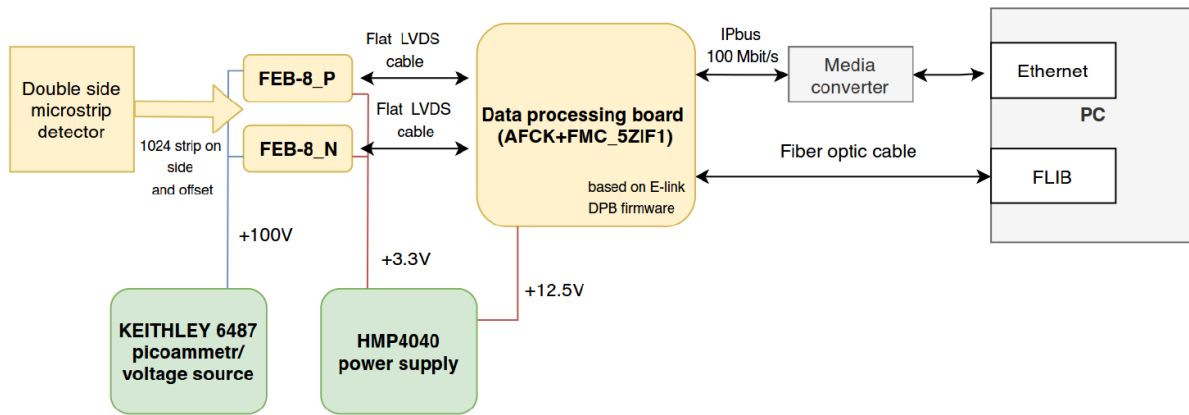 Double side
microstrip
detector
1024 strip on
side
and offset
FEB-8_P
FEB-8_N
Flat LVDS
cable
Flat LVDS
cable
Data processing board
(AFCK+FMC_5ZIF1)
based on E-link
DPB firmware
IPbus
100 Mbit/s
Media
converter
Ethernet
PC
Fiber optic cable
FLIB
+100V
+3.3V
+12.5V
KEITHLEY 6487
picoammetr/
voltage source
HMP4040
power supply